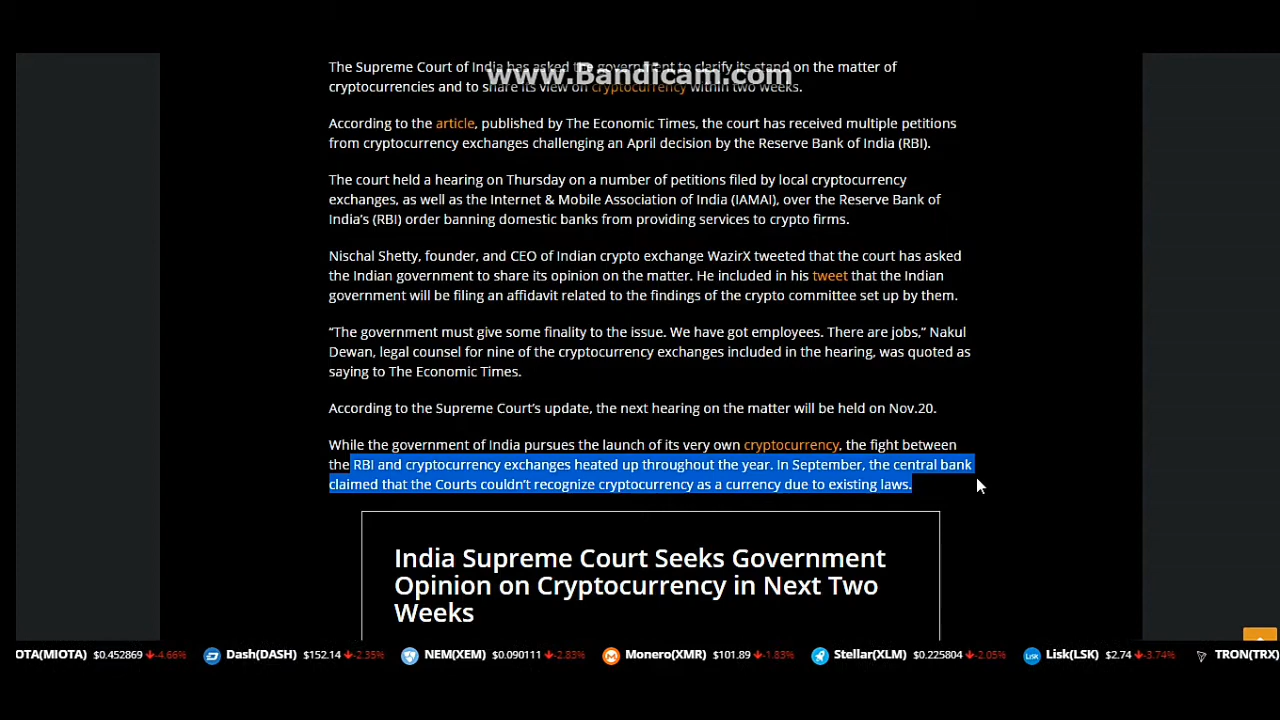 www.Bandicam.com
The Supreme Court of India has asked the government to clarify its stand on the matter of
cryptocurrencies and to share its view on cryptocurrency within two weeks.
According to the article, published by The Economic Times, the court has received multiple petitions
from cryptocurrency exchanges challenging an April decision by the Reserve Bank of India (RBI).
The court held a hearing on Thursday on a number of petitions filed by local cryptocurrency
exchanges, as well as the Internet & Mobile Association of India (IAMAI), over the Reserve Bank of
India’s (RBI) order banning domestic banks from providing services to crypto firms.
Nischal Shetty, founder, and CEO of Indian crypto exchange WazirX tweeted that the court has asked
the Indian government to share its opinion on the matter. He included in his tweet that the Indian
government will be filing an affidavit related to the findings of the crypto committee set up by them.
“The government must give some finality to the issue. We have got employees. There are jobs,” Nakul
Dewan, legal counsel for nine of the cryptocurrency exchanges included in the hearing, was quoted as
saying to The Economic Times.
According to the Supreme Court’s update, the next hearing on the matter will be held on Nov.20.
While the government of India pursues the launch of its very own cryptocurrency, the fight between
the RBI and cryptocurrency exchanges heated up throughout the year. In September, the central bank
claimed that the Courts couldn’t recognize cryptocurrency as a currency due to existing laws.
India Supreme Court Seeks Government
Opinion on Cryptocurrency in Next Two
Weeks
OTA(MIOTA) $0.452869 -4.66% Dash(DASH) $152.14 -2.35% NEM(XEM) $0.090111 -2.83% Monero(XMR) $101.89 -1.83% Stellar(XLM) $0.225804 -2.05% Lisk(LSK) $2.74 -3.74% TRON(TRX)